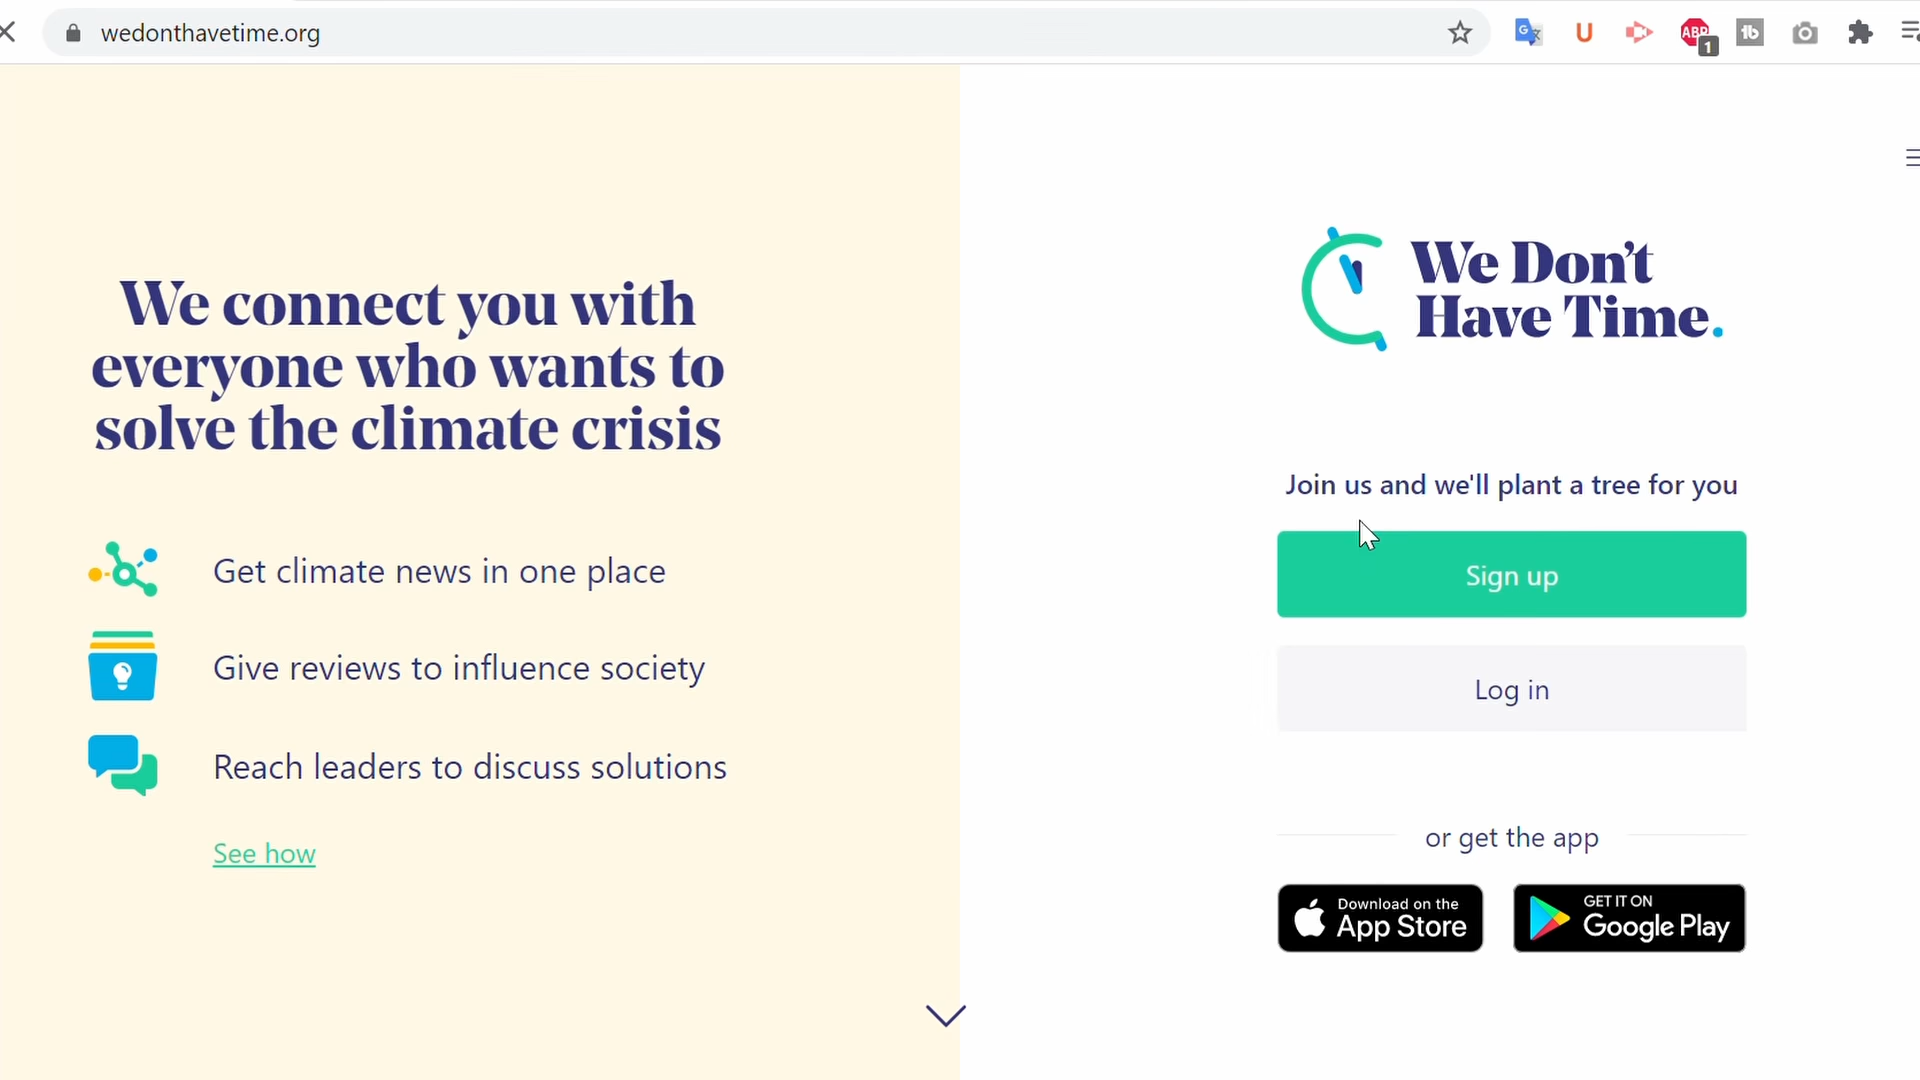 wedonthavetime.org
G
U
ABP
1
tb
We connect you with
everyone who wants to
solve the climate crisis
Get climate news in one place
Give reviews to influence society
Reach leaders to discuss solutions
See how
We Don't
Have Time.
Join us and we'll plant a tree for you
Sign up
Log in
or get the app
Download on the
App Store
GET IT ON
Google Play